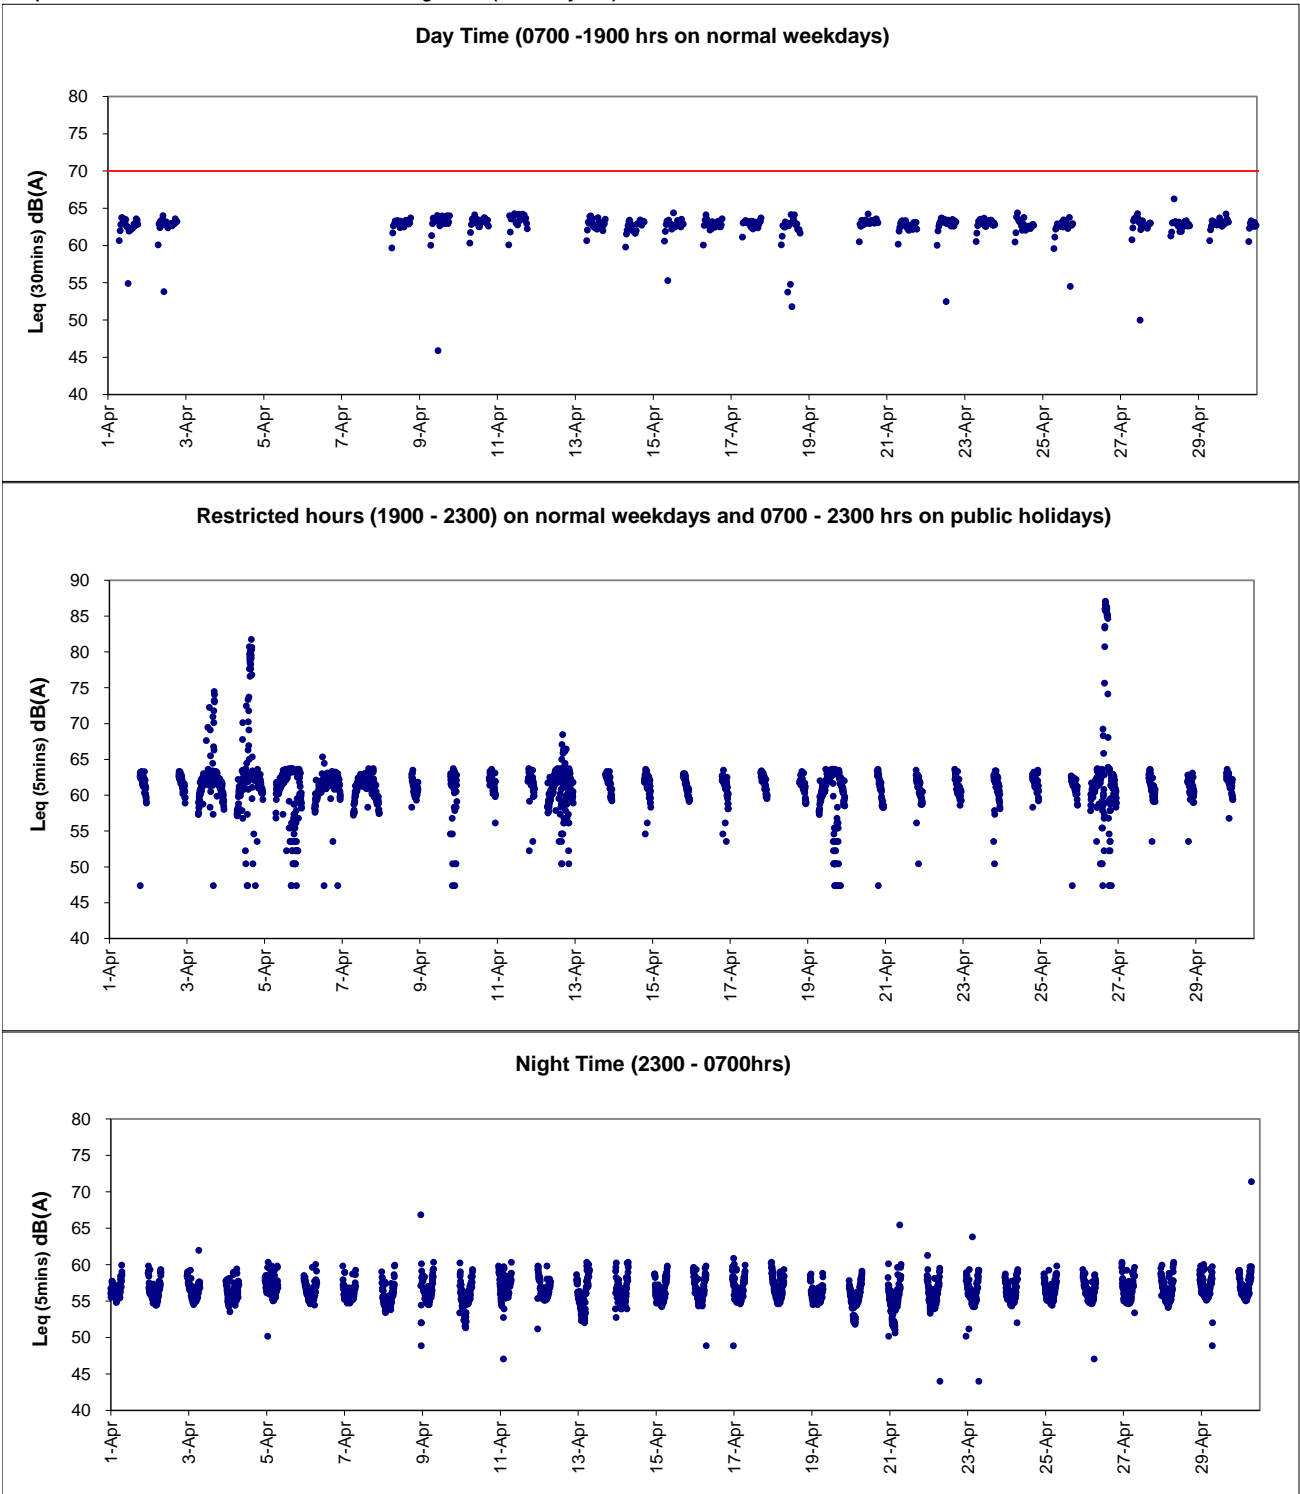 Day Time (0700 -1900 hrs on normal weekdays)
Leq (30mins) dB(A)
80
75
70
65
60
55
50
45
40
1-Apr
3-Apr
5-Apr
7-Apr
9-Apr
11-Apr
13-Apr
15-Apr
17-Apr
19-Apr
21-Apr
23-Apr
25-Apr
27-Apr
29-Apr
Restricted hours (1900 - 2300) on normal weekdays and 0700 - 2300 hrs on public holidays)
Leq (5mins) dB(A)
90
85
80
75
70
65
60
55
50
45
40
1-Apr
3-Apr
5-Apr
7-Apr
9-Apr
11-Apr
13-Apr
15-Apr
17-Apr
19-Apr
21-Apr
23-Apr
25-Apr
27-Apr
29-Apr
Night Time (2300 - 0700hrs)
Leq (5mins) dB(A)
80
75
70
65
60
55
50
45
40
1-Apr
3-Apr
5-Apr
7-Apr
9-Apr
11-Apr
13-Apr
15-Apr
17-Apr
19-Apr
21-Apr
23-Apr
25-Apr
27-Apr
29-Apr